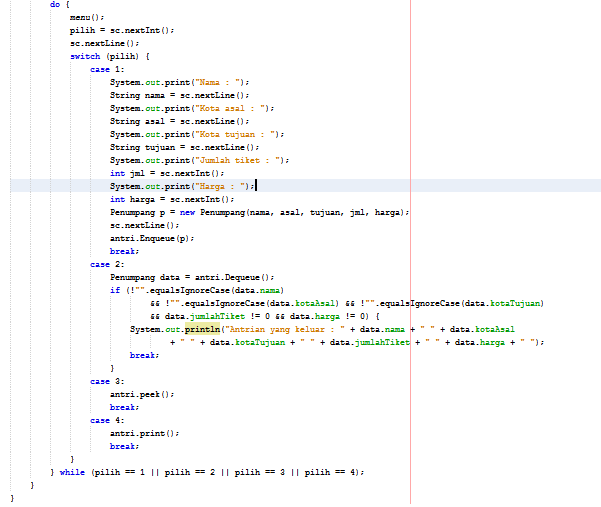 do {
menu();
pilih = sc.nextInt();
sc.nextLine();
switch (pilih) {
case 1:
System.out.print("Nama : ");
String nama = sc.nextLine();
System.out.print("Kota asal : ");
String asal = sc.nextLine();
System.out.print("Kota tujuan : ");
String tujuan = sc.nextLine();
System.out.print("Jumlah tiket : ");
int jml = sc.nextInt();
System.out.print("Harga : ");
int harga = sc.nextInt();
Penumpang p = new Penumpang(nama, asal, tujuan, jml, harga);
sc.nextLine();
antri.Enqueue(p);
break;
case 2:
Penumpang data = antri.Dequeue();
if (!"".equalsIgnoreCase(data.nama)
&& !"".equalsIgnoreCase(data.kotaAsal) && !"".equalsIgnoreCase(data.kotaTujuan)
&& data.jumlahTiket != 0 && data.harga != 0) {
System.out.println("Antrian yang keluar : " + data.nama + " " + data.kotaAsal
+ " " + data.kotaTujuan + " " + data.jumlahTiket + " " + data.harga + " ");
break;
}
case 3:
antri.peek();
break;
case 4:
antri.print();
break;
}
} while (pilih == 1 || pilih == 2 || pilih == 3 || pilih == 4);
}
}